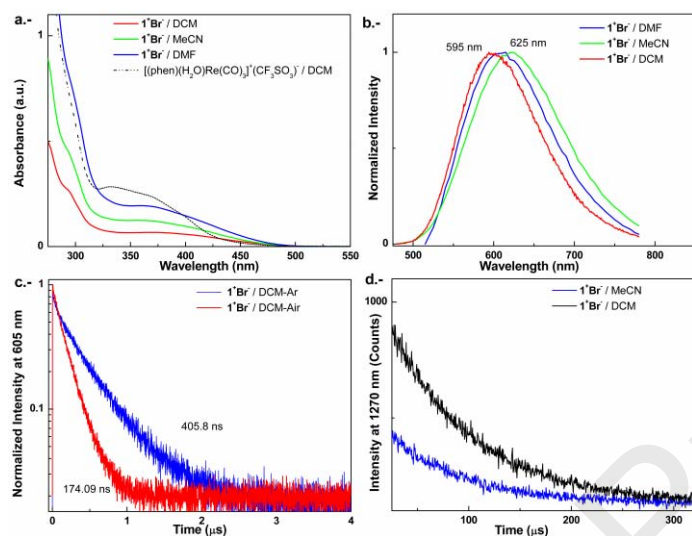 a.-
1⁺Br⁻ / DCM
1⁺Br⁻ / MeCN
1⁺Br⁻ / DMF
[(phen)(H₂O)Re(CO)₃]⁺(CF₃SO₃)⁻ / DCM
Absorbance (a.u.)
1
0
250 300 350 400 450 500 550
Wavelength (nm)
b.-
595 nm 625 nm
1⁺Br⁻ / DMF
1⁺Br⁻ / MeCN
1⁺Br⁻ / DCM
Normalized Intensity
1
0
500 600 700 800
Wavelength (nm)
c.-
1⁺Br⁻ / DCM-Ar
1⁺Br⁻ / DCM-Air
Normalized Intensity at 605 nm
1
0.1
405.8 ns
174.09 ns
0 1 2 3 4
Time (µs)
d.-
1⁺Br⁻ / MeCN
1⁺Br⁻ / DCM
Intensity at 1270 nm (Counts)
1000
100 200 300
Time (µs)